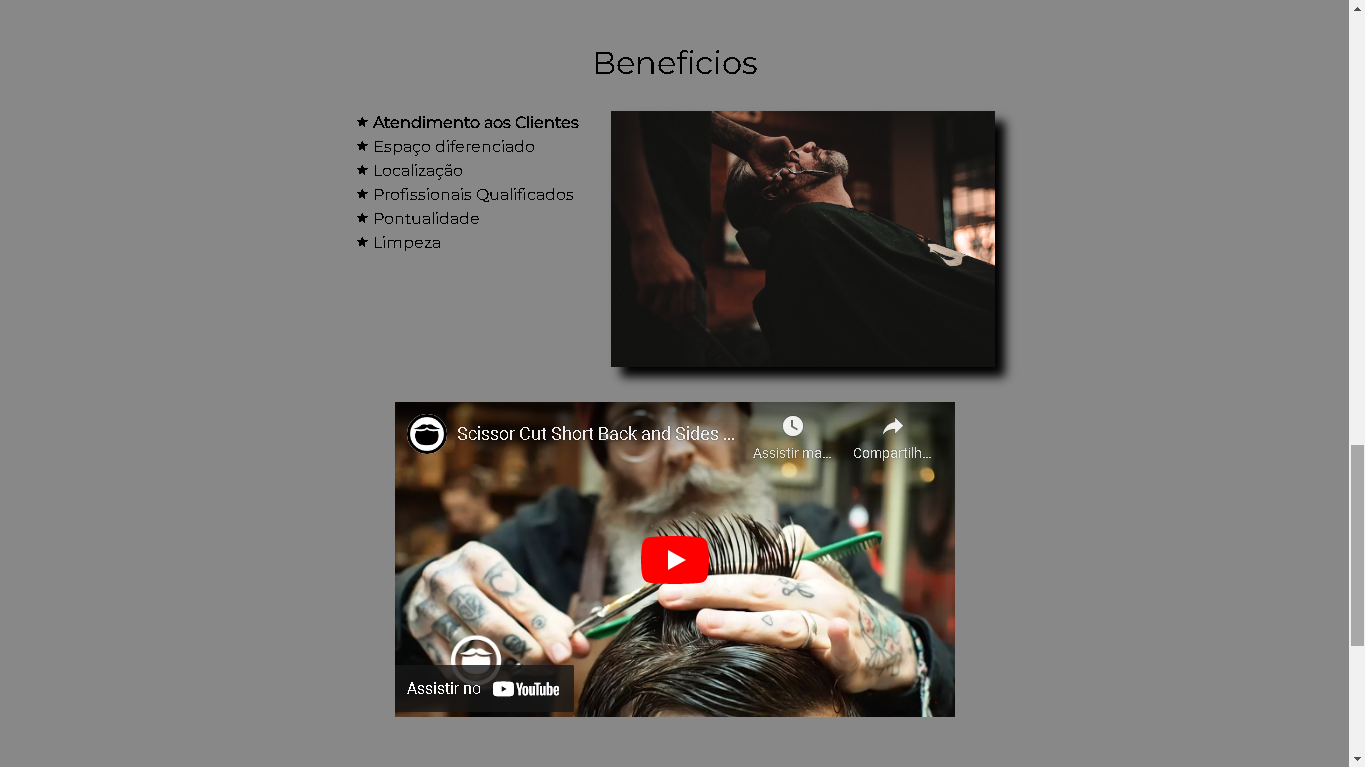 Beneficios
★ Atendimento aos Clientes
★ Espaço diferenciado
★ Localização
★ Profissionais Qualificados
★ Pontualidade
★ Limpeza
Scissor Cut Short Back and Sides ...
Assistir ma...
Compartilh...
Assistir no YouTube